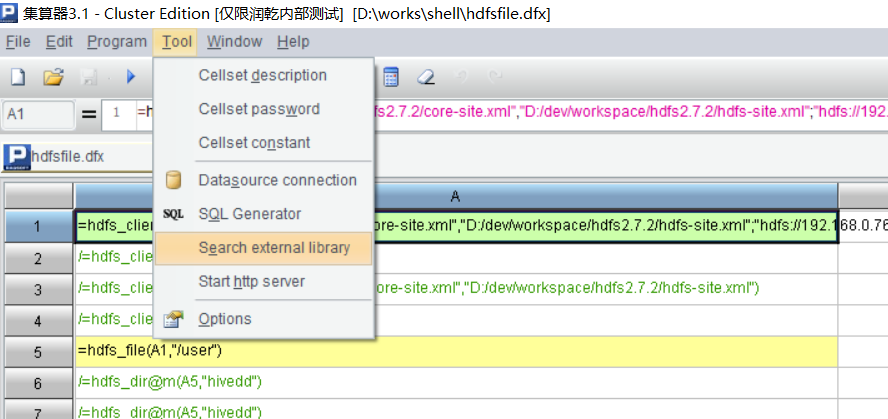 集算器3.1 - Cluster Edition [仅限润乾内部测试] [D:\works\shell\hdfsfile.dfx]
File Edit Program Tool Window Help
Cellset description
A1 = 1 =h fs2.7.2/core-site.xml","D:/dev/workspace/hdfs2.7.2/hdfs-site.xml";"hdfs://192.
Cellset password
Cellset constant
hdfsfile.dfx
Datasource connection
A
SQL SQL Generator
1 =hdfs_clie ore-site.xml","D:/dev/workspace/hdfs2.7.2/hdfs-site.xml";"hdfs://192.168.0.76
Search external library
2 /=hdfs_clie
Start http server
3 /=hdfs_clie ore-site.xml","D:/dev/workspace/hdfs2.7.2/hdfs-site.xml")
Options
4 /=hdfs_clie
5 =hdfs_file(A1,"/user")
6 /=hdfs_dir@m(A5,"hivedd")
7 /=hdfs_dir@m(A5,"hivedd")